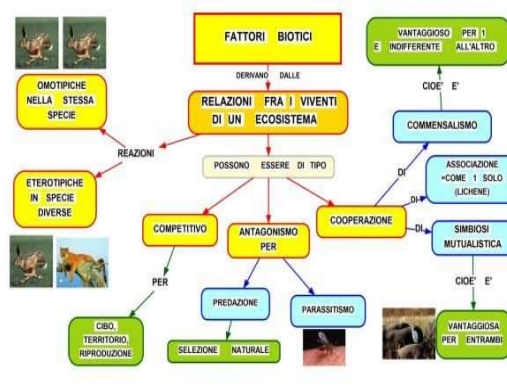 FATTORI BIOTICI
DERIVANO DALLE
RELAZIONI FRA I VIVENTI
DI UN ECOSISTEMA
REAZIONI
OMOTIPICHE
NELLA STESSA
SPECIE
ETEROTIPICHE
IN SPECIE
DIVERSE
POSSONO ESSERE DI TIPO
COMPETITIVO
PER
CIBO,
TERRITORIO,
RIPRODUZIONE
ANTAGONISMO
PER
PREDAZIONE
SELEZIONE NATURALE
PARASSITISMO
COOPERAZIONE
DI
COMMENSALISMO
CIOE' E'
VANTAGGIOSO PER 1
E INDIFFERENTE ALL'ALTRO
DI
ASSOCIAZIONE
=COME 1 SOLO
(LICHENE)
DI
SIMBIOSI
MUTUALISTICA
CIOE' E'
VANTAGGIOSA
PER ENTRAMBI